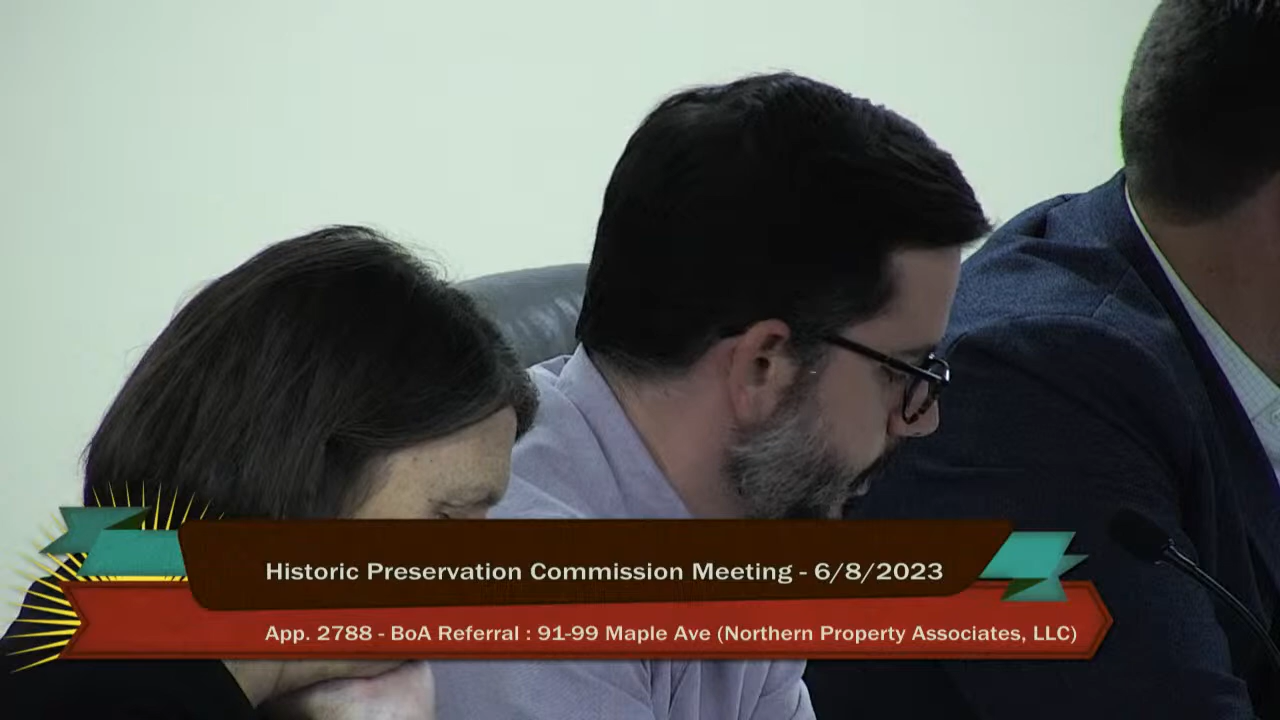 Historic Preservation Commission Meeting - 6/8/2023
App. 2788 - BoA Referral : 91-99 Maple Ave (Northern Property Associates, LLC)